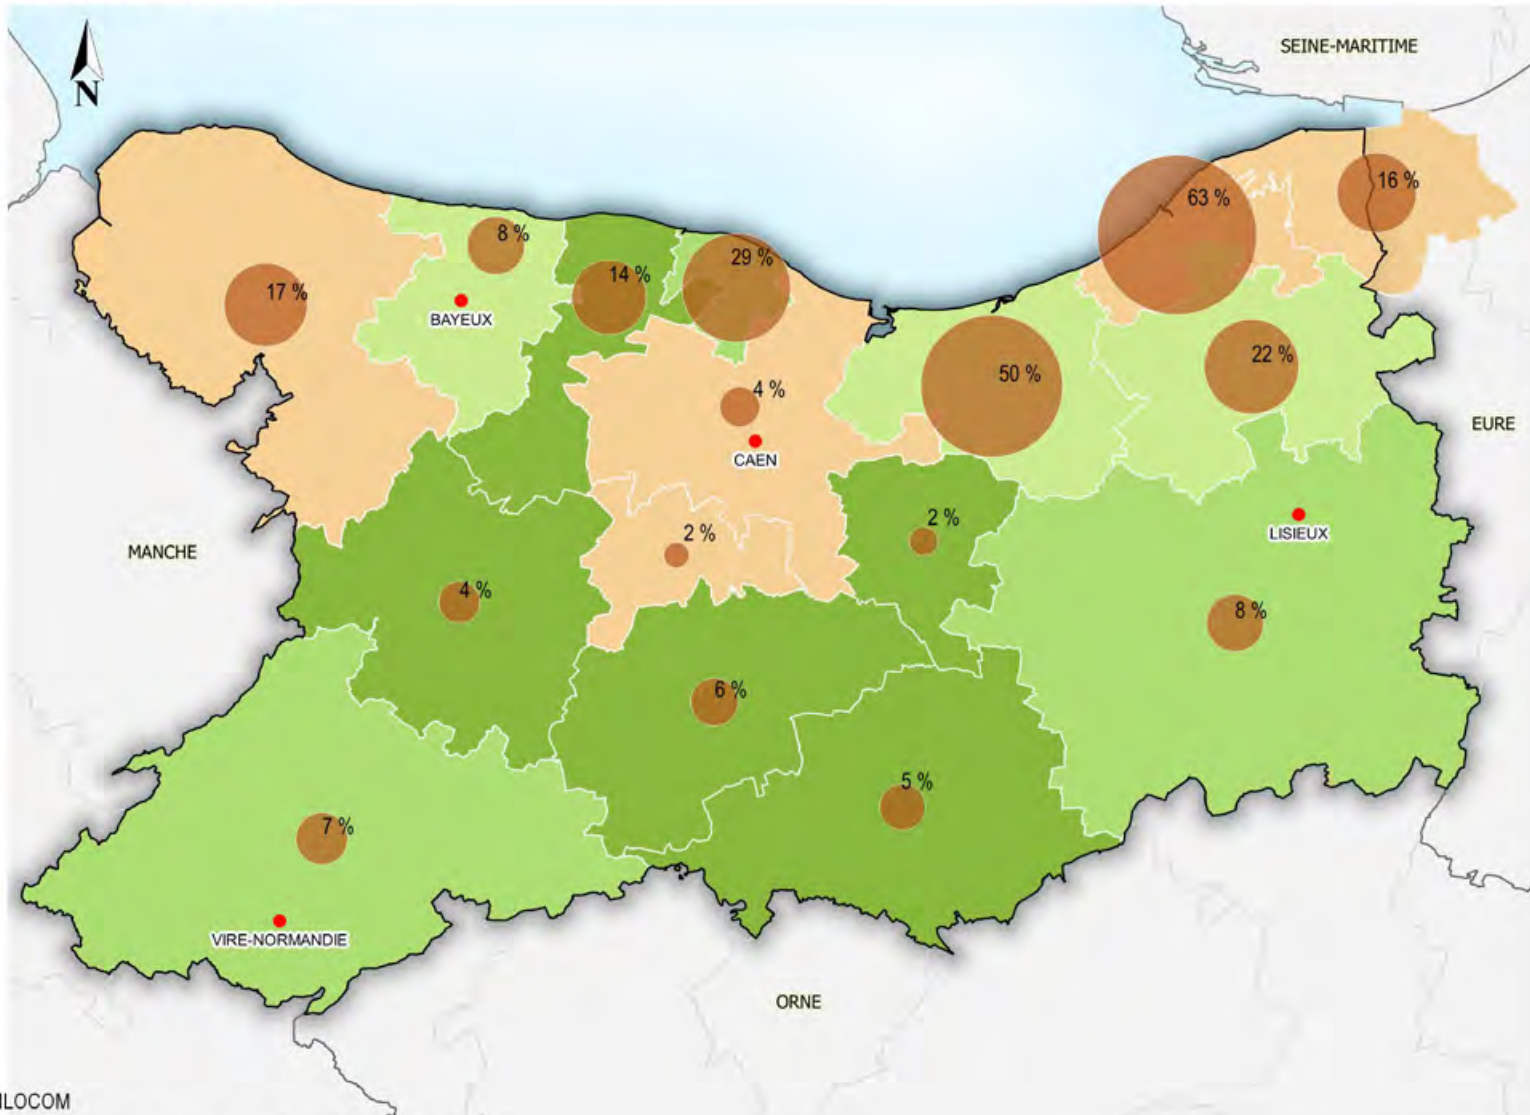 SEINE-MARITIME
N
63 %
16 %
8 %
29 %
14 %
17 %
BAYEUX
22 %
50 %
4 %
EURE
CAEN
2 %
2 %
LISIEUX
MANCHE
4 %
8 %
6 %
5 %
7 %
VIRE-NORMANDIE
ORNE
ILOCOM